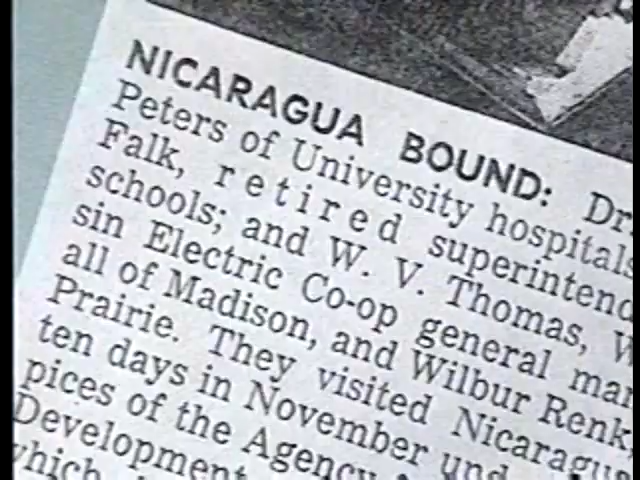 NICARAGUA BOUND: Dr.
Peters of University hospitals
Falk, retired superintend
schools; and W. V. Thomas, W
sin Electric Co-op general man
all of Madison, and Wilbur Renk,
Prairie. They visited Nicaragua
ten days in November und
pices of the Agency
Development
which